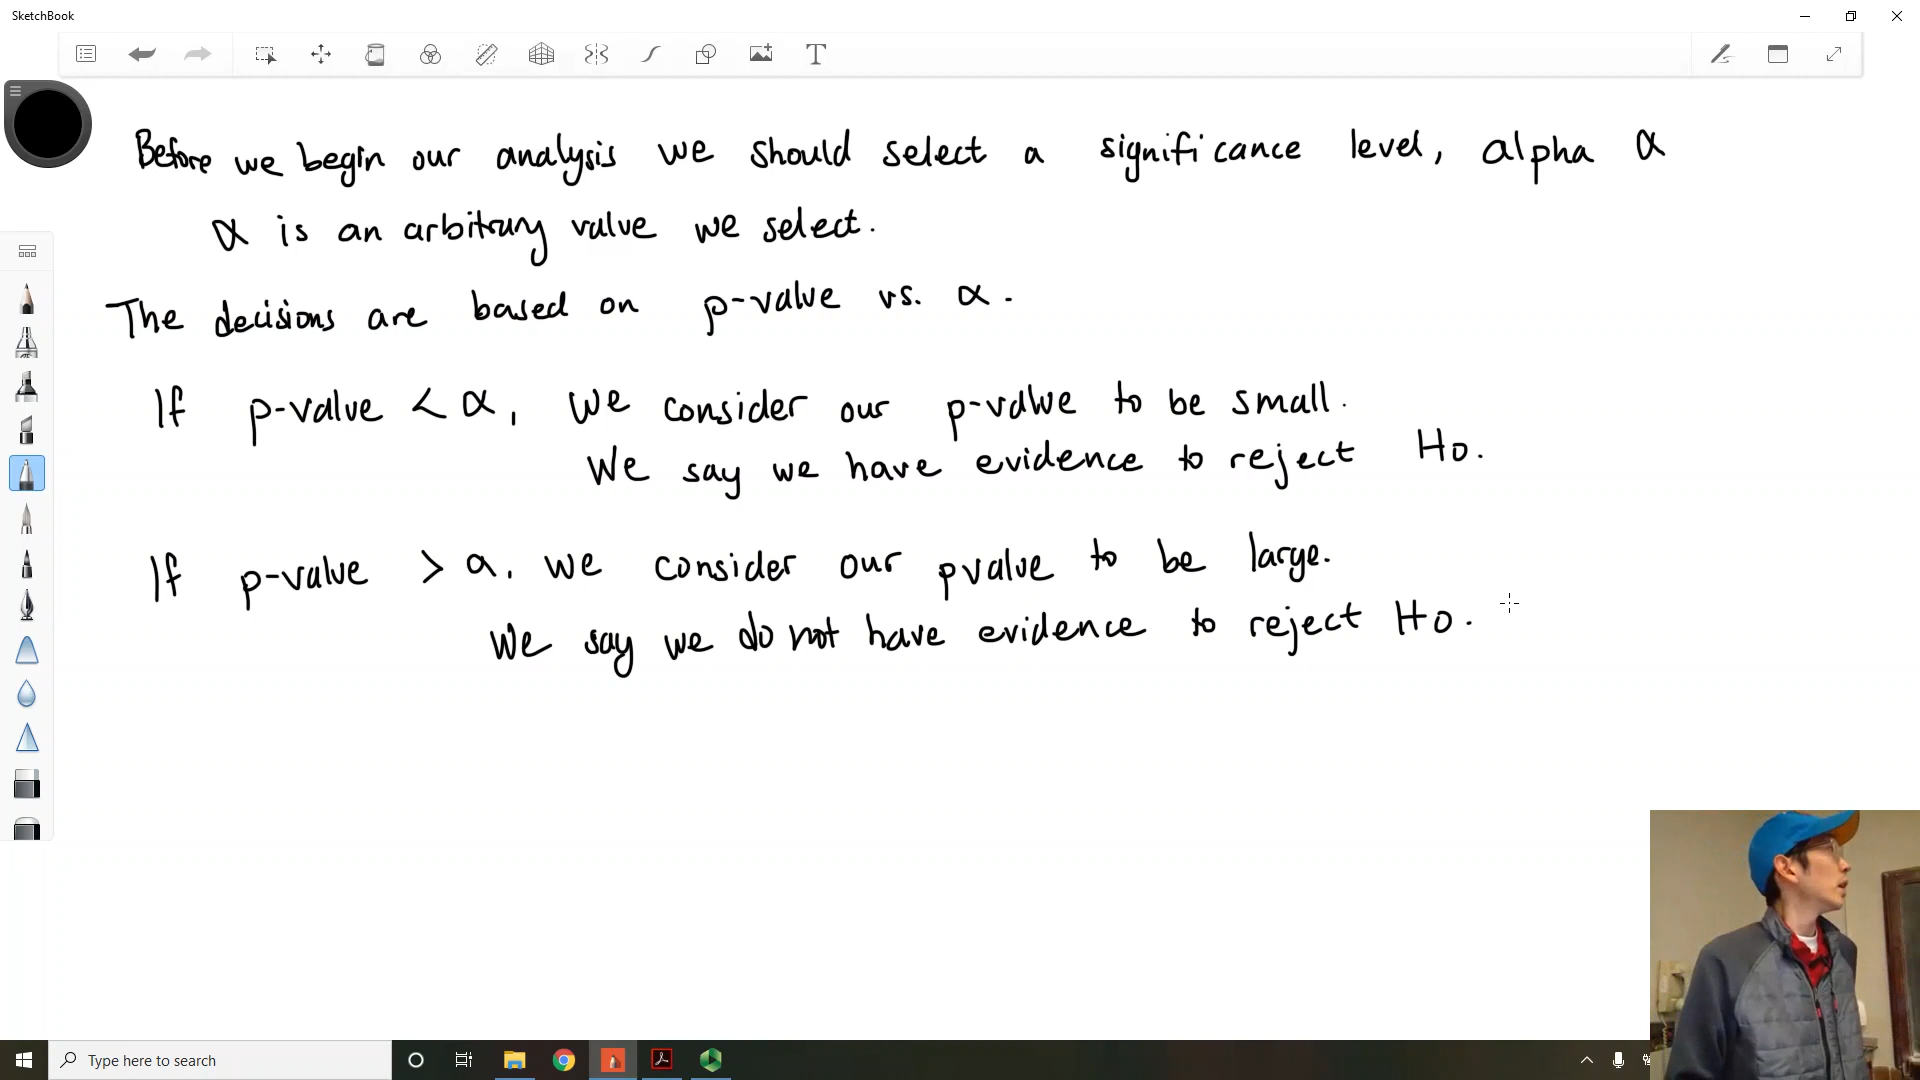 SketchBook
Before we begin our analysis we should select a significance level, alpha α
α is an arbitrary value we select.
The decisions are based on p-value vs. α.
If p-value < α, we consider our p-value to be small.
We say we have evidence to reject Ho.
If p-value > α, we consider our pvalue to be large.
We say we do not have evidence to reject Ho.
Type here to search